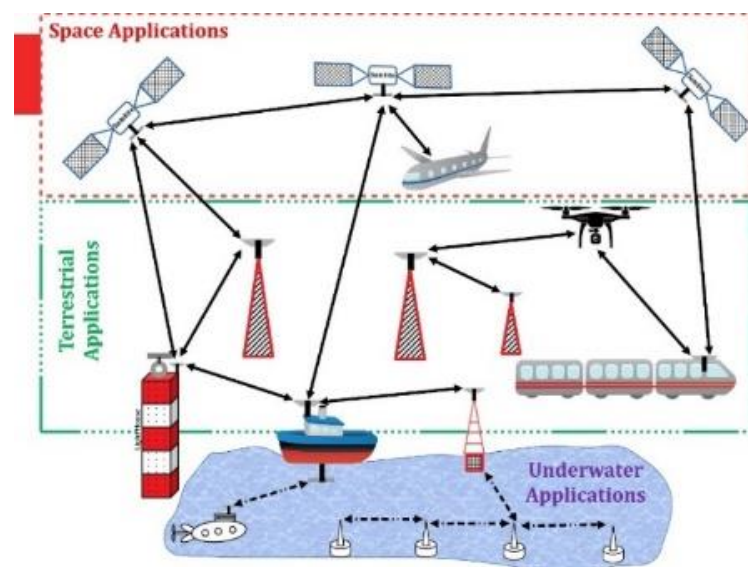 Space Applications
Terrestrial
Applications
Underwater
Applications